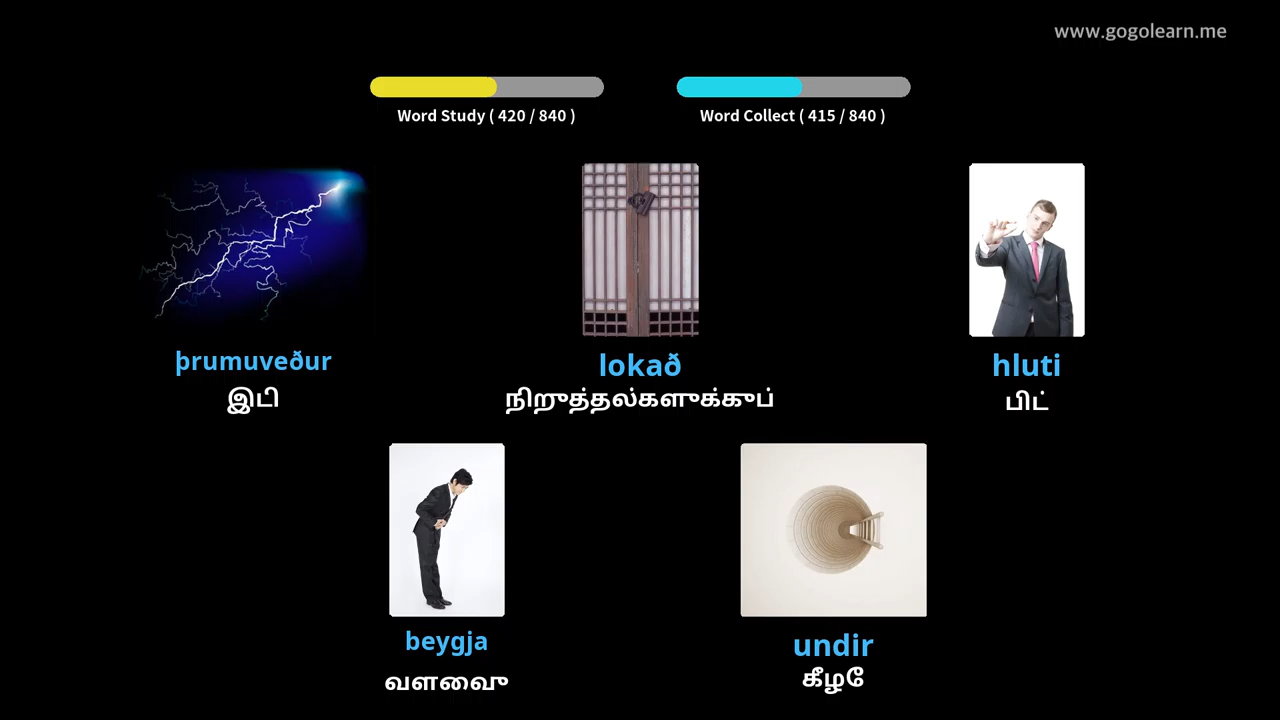 www.gogolearn.me
Word Study ( 420 / 840 )
Word Collect ( 415 / 840 )
þrumuveður
இபி
lokað
நிறுத்தல்களுக்குப்
hluti
பிட்
beygja
வளைவு
undir
கீழே